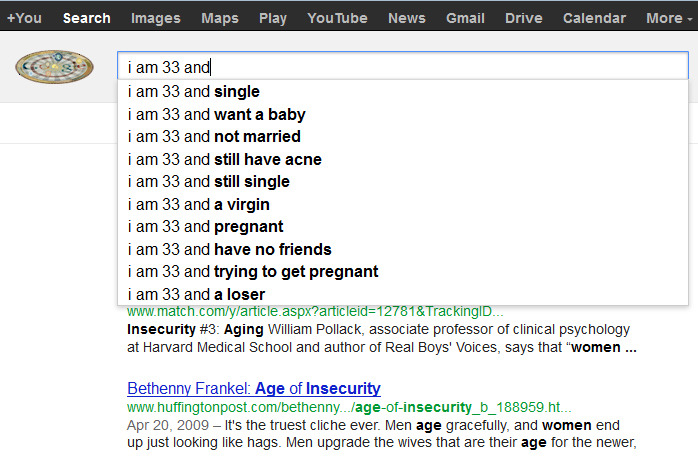 +You Search Images Maps Play YouTube News Gmail Drive Calendar More
i am 33 and
i am 33 and single
i am 33 and want a baby
i am 33 and not married
i am 33 and still have acne
i am 33 and still single
i am 33 and a virgin
i am 33 and pregnant
i am 33 and have no friends
i am 33 and trying to get pregnant
i am 33 and a loser
www.match.com/y/article.aspx?articleid=12781&TrackingID...
Insecurity #3: Aging William Pollack, associate professor of clinical psychology
at Harvard Medical School and author of Real Boys' Voices, says that “women ...
Bethenny Frankel: Age of Insecurity
www.huffingtonpost.com/bethenny.../age-of-insecurity_b_188959.ht...
Apr 20, 2009 – It's the truest cliche ever. Men age gracefully, and women end
up just looking like hags. Men upgrade the wives that are their age for the newer,